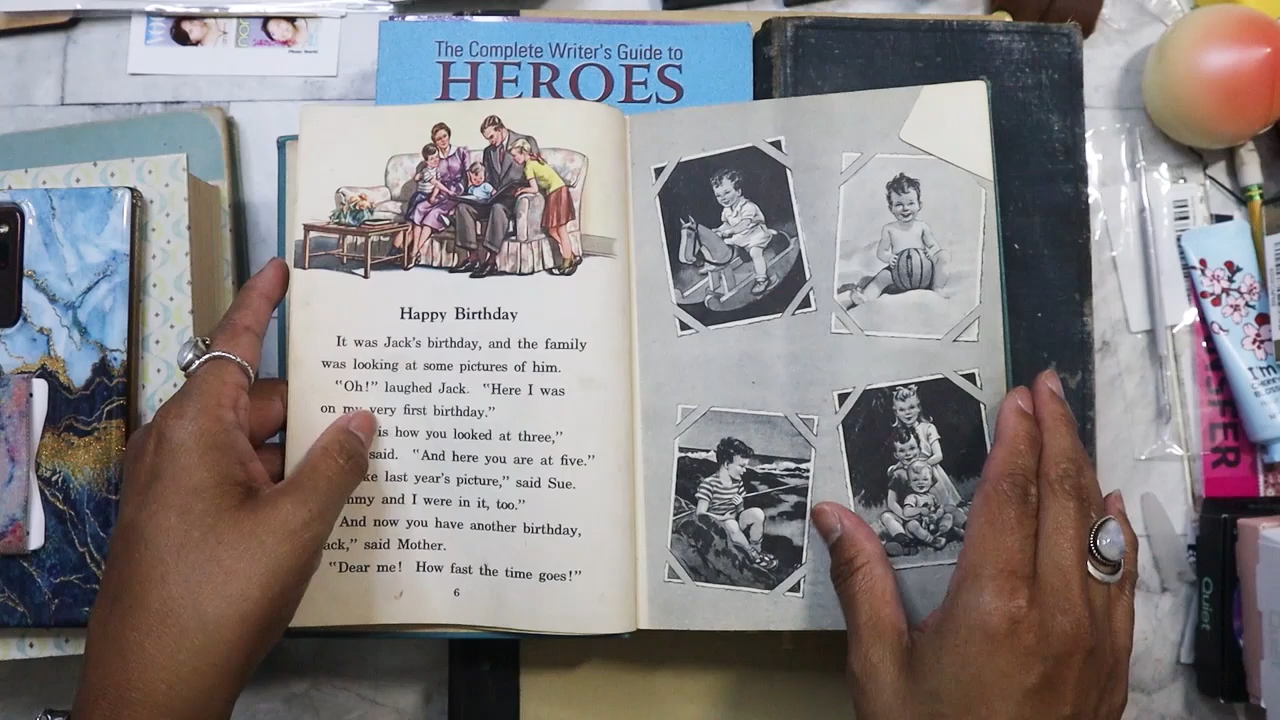 The Complete Writer's Guide to
HEROES
Happy Birthday
It was Jack's birthday, and the family
was looking at some pictures of him.
"Oh!" laughed Jack. "Here I was
on my very first birthday."
is how you looked at three,"
said. "And here you are at five."
last year's picture," said Sue.
and I were in it, too."
And now you have another birthday,
said Mother.
"Dear me! How fast the time goes!"
6
I'M
Quiet